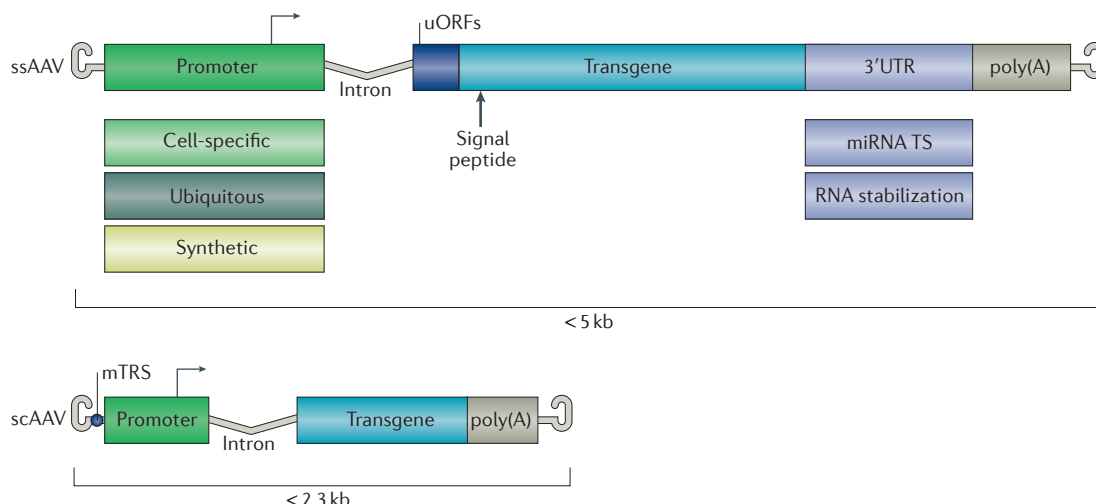 uORFs
ssAAV
Promoter
Transgene
3'UTR
poly(A)
Intron
Cell-specific
Signal
peptide
miRNA TS
Ubiquitous
RNA stabilization
Synthetic
< 5 kb
mTRS
scAAV
Promoter
Transgene
poly(A)
Intron
< 2.3 kb